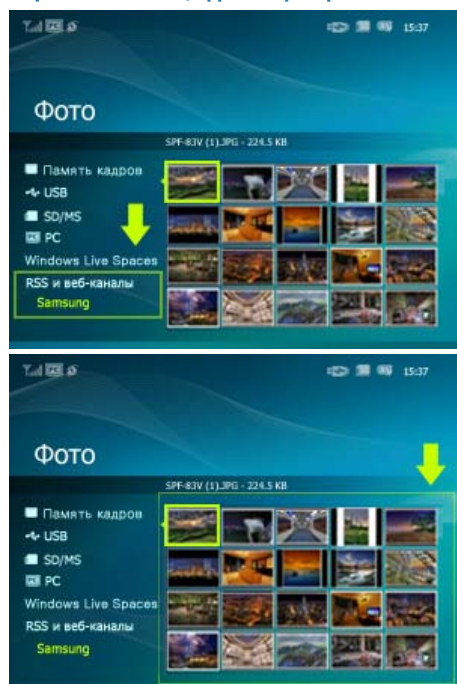 15:37
Фото
SPF-83V (1).JPG - 224.5 KB
Память кадров
USB
SD/MS
PC
Windows Live Spaces
RSS и веб-каналы
Samsung
PC
15:37
Фото
SPF-83V (1).JPG - 224.5 KB
Память кадров
USB
SD/MS
PC
Windows Live Spaces
RSS и веб-каналы
Samsung